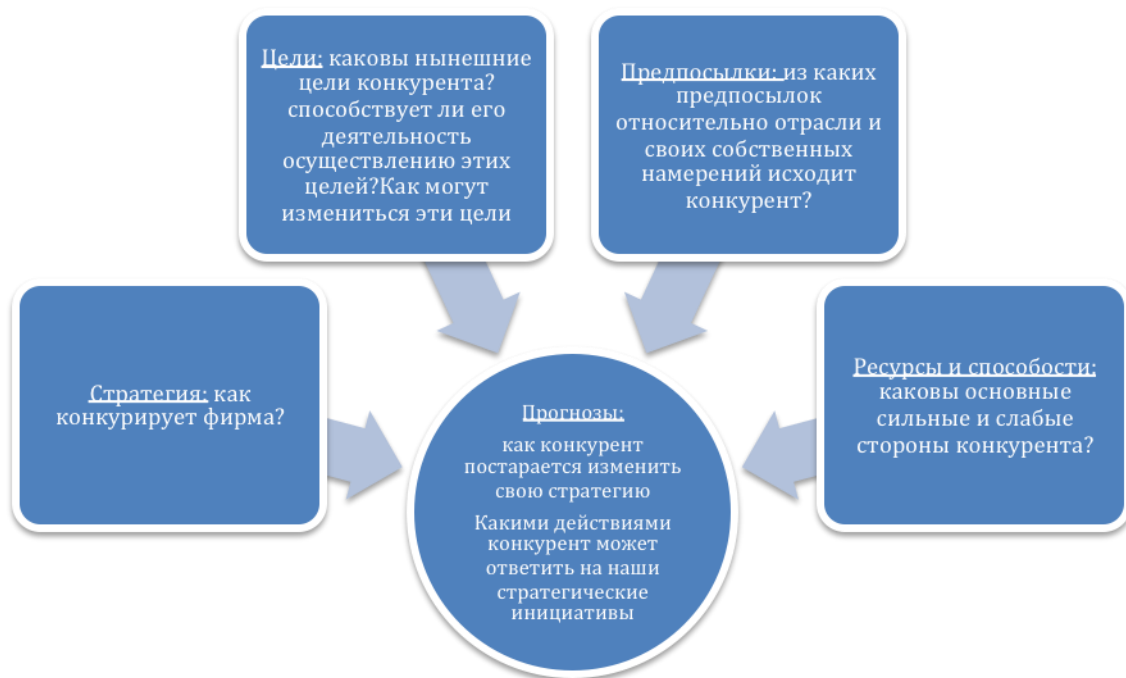 Цели: каковы нынешние
цели конкурента?
способствует ли его
деятельность
осуществлению этих
целей?Как могут
измениться эти цели
Предпосылки: из каких
предпосылок
относительно отрасли и
своих собственных
намерений исходит
конкурент?
Стратегия: как
конкурирует фирма?
Ресурсы и способости:
каковы основные
сильные и слабые
стороны конкурента?
Прогнозы:
как конкурент
постарается изменить
свою стратегию
Какими действиями
конкурент может
ответить на наши
стратегические
инициативы